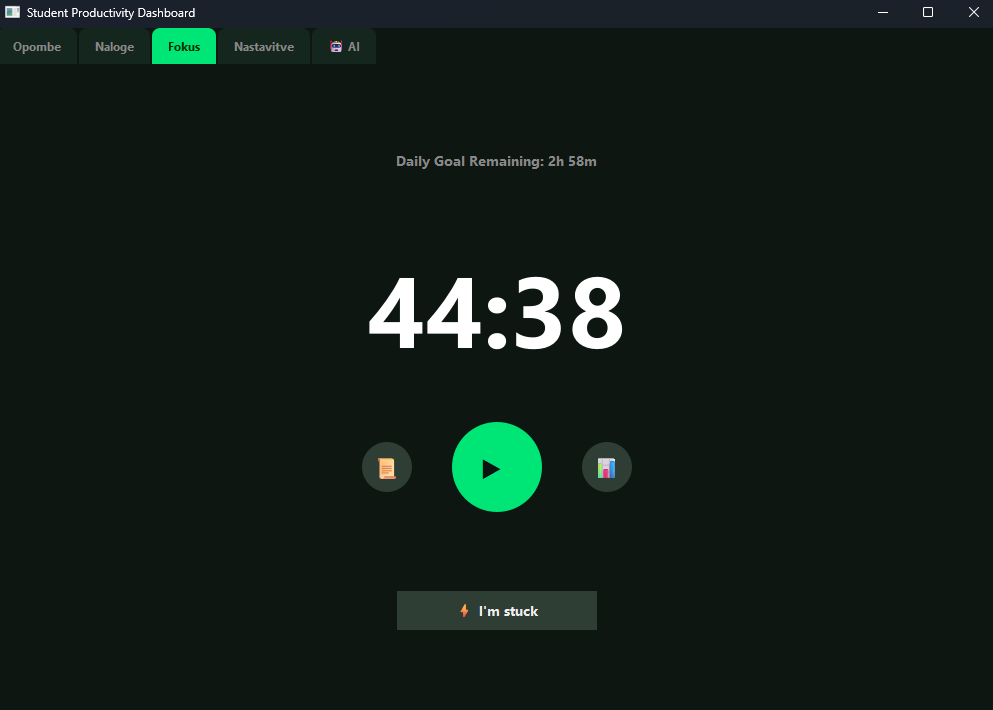 Student Productivity Dashboard
Opombe Naloge Fokus Nastavitve AI
Daily Goal Remaining: 2h 58m
44:38
I'm stuck